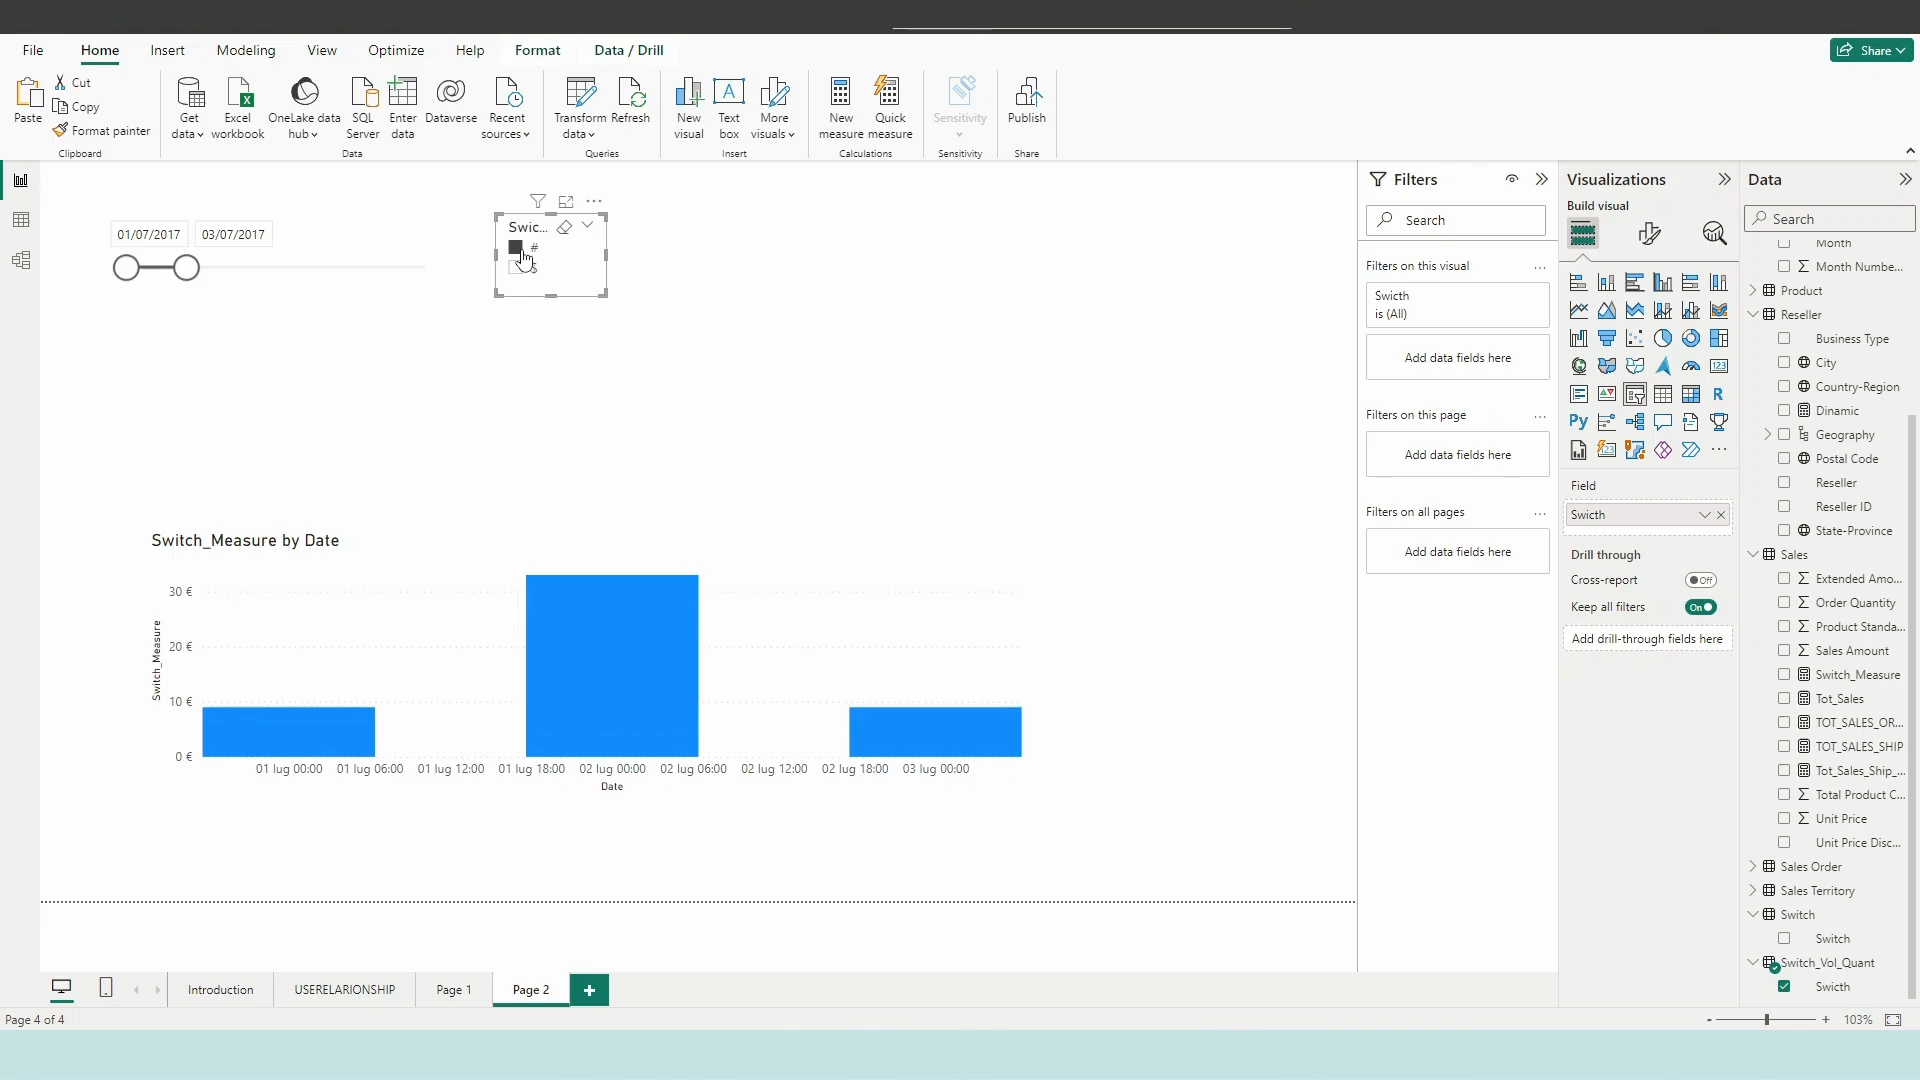 File Home Insert Modeling View Optimize Help Format Data / Drill Share
Paste Cut
Copy
Format painter
Clipboard
Get data
Excel workbook
OneLake data hub
SQL Server
Enter data
Dataverse
Recent sources
Data
Transform data
Refresh
Queries
New visual
Text box
More visuals
Insert
New measure
Quick measure
Calculations
Sensitivity
Sensitivity
Publish
Share
01/07/2017 03/07/2017
Swic...
#
Switch_Measure by Date
Switch_Measure
30 €
20 €
10 €
0 €
01 lug 00:00 01 lug 06:00 01 lug 12:00 01 lug 18:00 02 lug 00:00 02 lug 06:00 02 lug 12:00 02 lug 18:00 03 lug 00:00
Date
Filters
Search
Filters on this visual ...
Swicth
is (All)
Add data fields here
Filters on this page ...
Add data fields here
Filters on all pages ...
Add data fields here
Visualizations
Build visual
123
R
Py
123
...
Field
Swicth
Drill through
Cross-report Off
Keep all filters On
Add drill-through fields here
Data
Search
Month
Month Numbe...
Product
Reseller
Business Type
City
Country-Region
Dinamic
Geography
Postal Code
Reseller
Reseller ID
State-Province
Sales
Extended Amo...
Order Quantity
Product Standa...
Sales Amount
Switch_Measure
Tot_Sales
TOT_SALES_OR...
TOT_SALES_SHIP
Tot_Sales_Ship_...
Total Product C...
Unit Price
Unit Price Disc...
Sales Order
Sales Territory
Switch
Switch
Switch_Vol_Quant
Swicth
Introduction USERELARIONSHIP Page 1 Page 2 +
Page 4 of 4
- + 103%